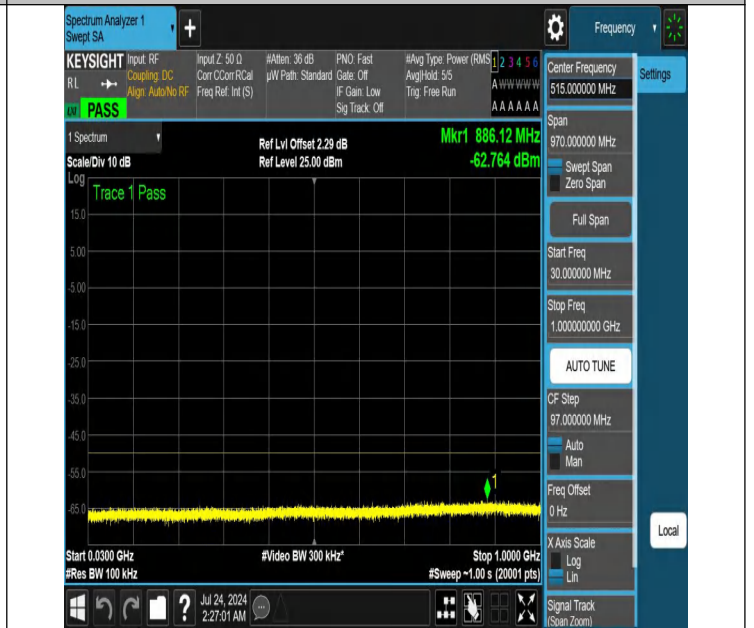 Spectrum Analyzer 1
Swept SA
+
Frequency
KEYSIGHT
RL
PASS
Input: RF
Coupling: DC
Align: Auto/No RF
Input Z: 50 Ω
Corr CCorr RCal
Freq Ref: Int (S)
#Atten: 36 dB
µW Path: Standard
PNO: Fast
Gate: Off
IF Gain: Low
Sig Track: Off
#Avg Type: Power (RMS
Avg|Hold: 5/5
Trig: Free Run
1 2 3 4 5 6
A W W W W W
A A A A A A
1 Spectrum
Scale/Div 10 dB
Ref Lvl Offset 2.29 dB
Ref Level 25.00 dBm
Mkr1 886.12 MHz
-62.764 dBm
Log
Trace 1 Pass
15.0
5.00
-5.00
-15.0
-25.0
-35.0
-45.0
-55.0
-65.0
1
Start 0.0300 GHz
#Res BW 100 kHz
#Video BW 300 kHz*
Stop 1.0000 GHz
#Sweep ~1.00 s (20001 pts)
?
Jul 24, 2024
2:27:01 AM
Center Frequency
515.000000 MHz
Settings
Span
970.000000 MHz
Swept Span
Zero Span
Full Span
Start Freq
30.000000 MHz
Stop Freq
1.000000000 GHz
AUTO TUNE
CF Step
97.000000 MHz
Auto
Man
Freq Offset
0 Hz
X Axis Scale
Log
Lin
Local
Signal Track
(Span Zoom)